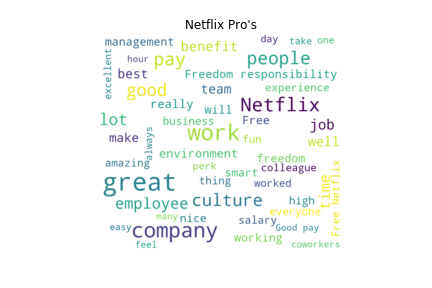 Netflix Pro's
management
benefit
day
take
one
excellent
hour
pay
people
best
Freedom responsibility
good
team
experience
really
will
Netflix
lot
business
Free
job
make
always
work
fun
well
environment
freedom
amazing
perk
smart
colleague
great
thing
worked
time
Free Netflix
employee
culture
high
everyone
many
nice
salary
easy
company
Good pay
feel
working
coworkers